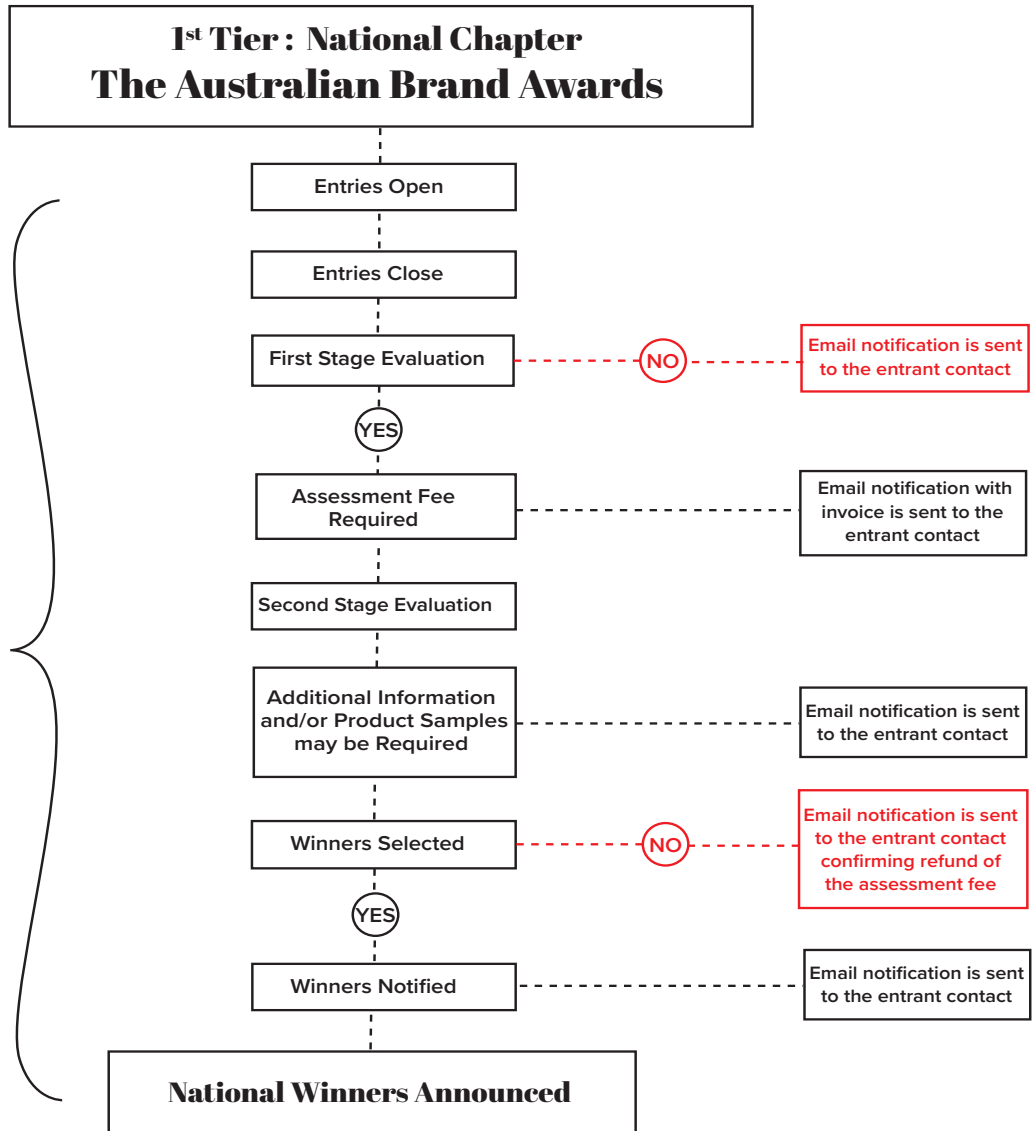 1st Tier : National Chapter
The Australian Brand Awards
Entries Open
Entries Close
First Stage Evaluation
NO
Email notification is sent
to the entrant contact
YES
Assessment Fee
Required
Email notification with
invoice is sent to the
entrant contact
Second Stage Evaluation
Additional Information
and/or Product Samples
may be Required
Email notification is sent
to the entrant contact
Winners Selected
NO
Email notification is sent
to the entrant contact
confirming refund of
the assessment fee
YES
Winners Notified
Email notification is sent
to the entrant contact
National Winners Announced